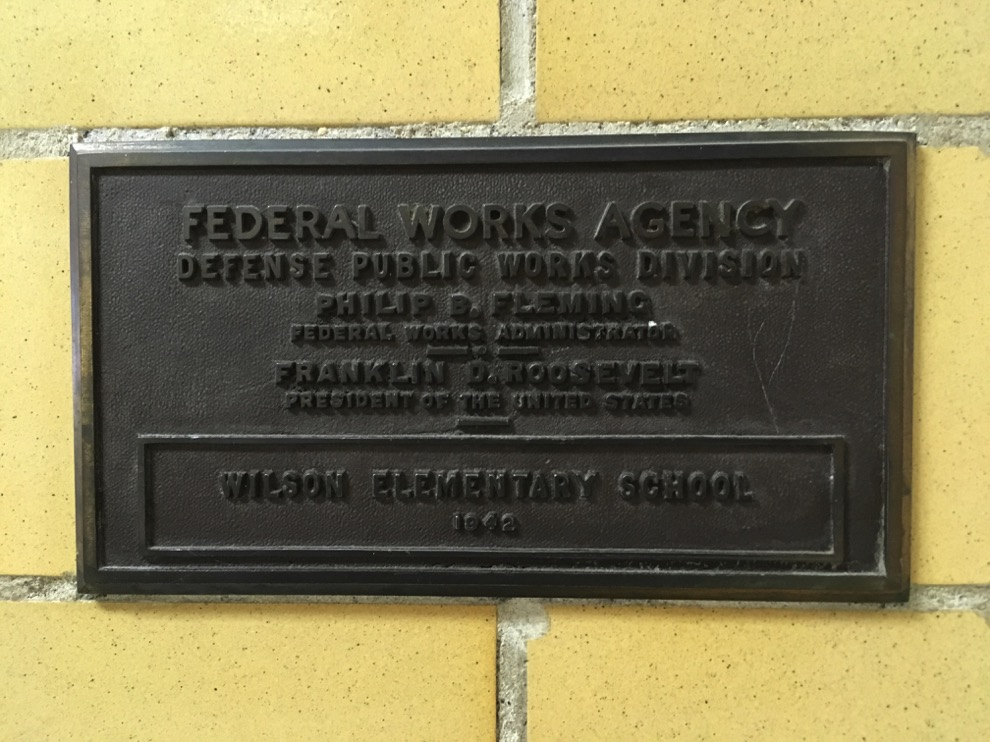 FEDERAL WORKS AGENCY
DEFENSE PUBLIC WORKS DIVISION
PHILIP B. FLEMING
FEDERAL WORKS ADMINISTRATOR
FRANKLIN D. ROOSEVELT
PRESIDENT OF THE UNITED STATES
WILSON ELEMENTARY SCHOOL
1942